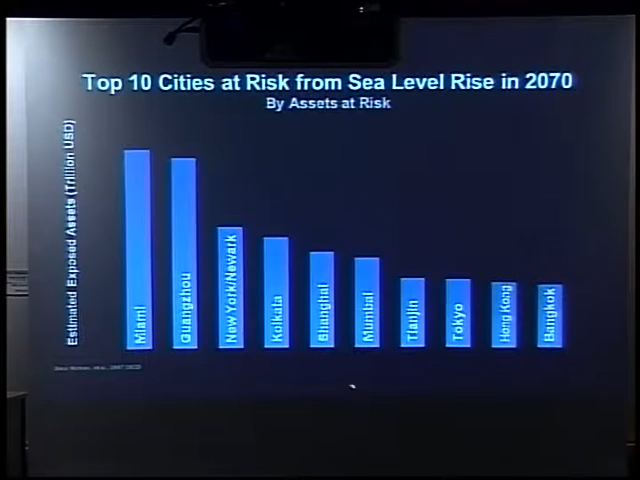 Top 10 Cities at Risk from Sea Level Rise in 2070
By Assets at Risk
Estimated Exposed Assets (Trillion USD)
Miami
Guangzhou
New York/Newark
Kolkata
Shanghai
Mumbai
Tianjin
Tokyo
Hong Kong
Bangkok